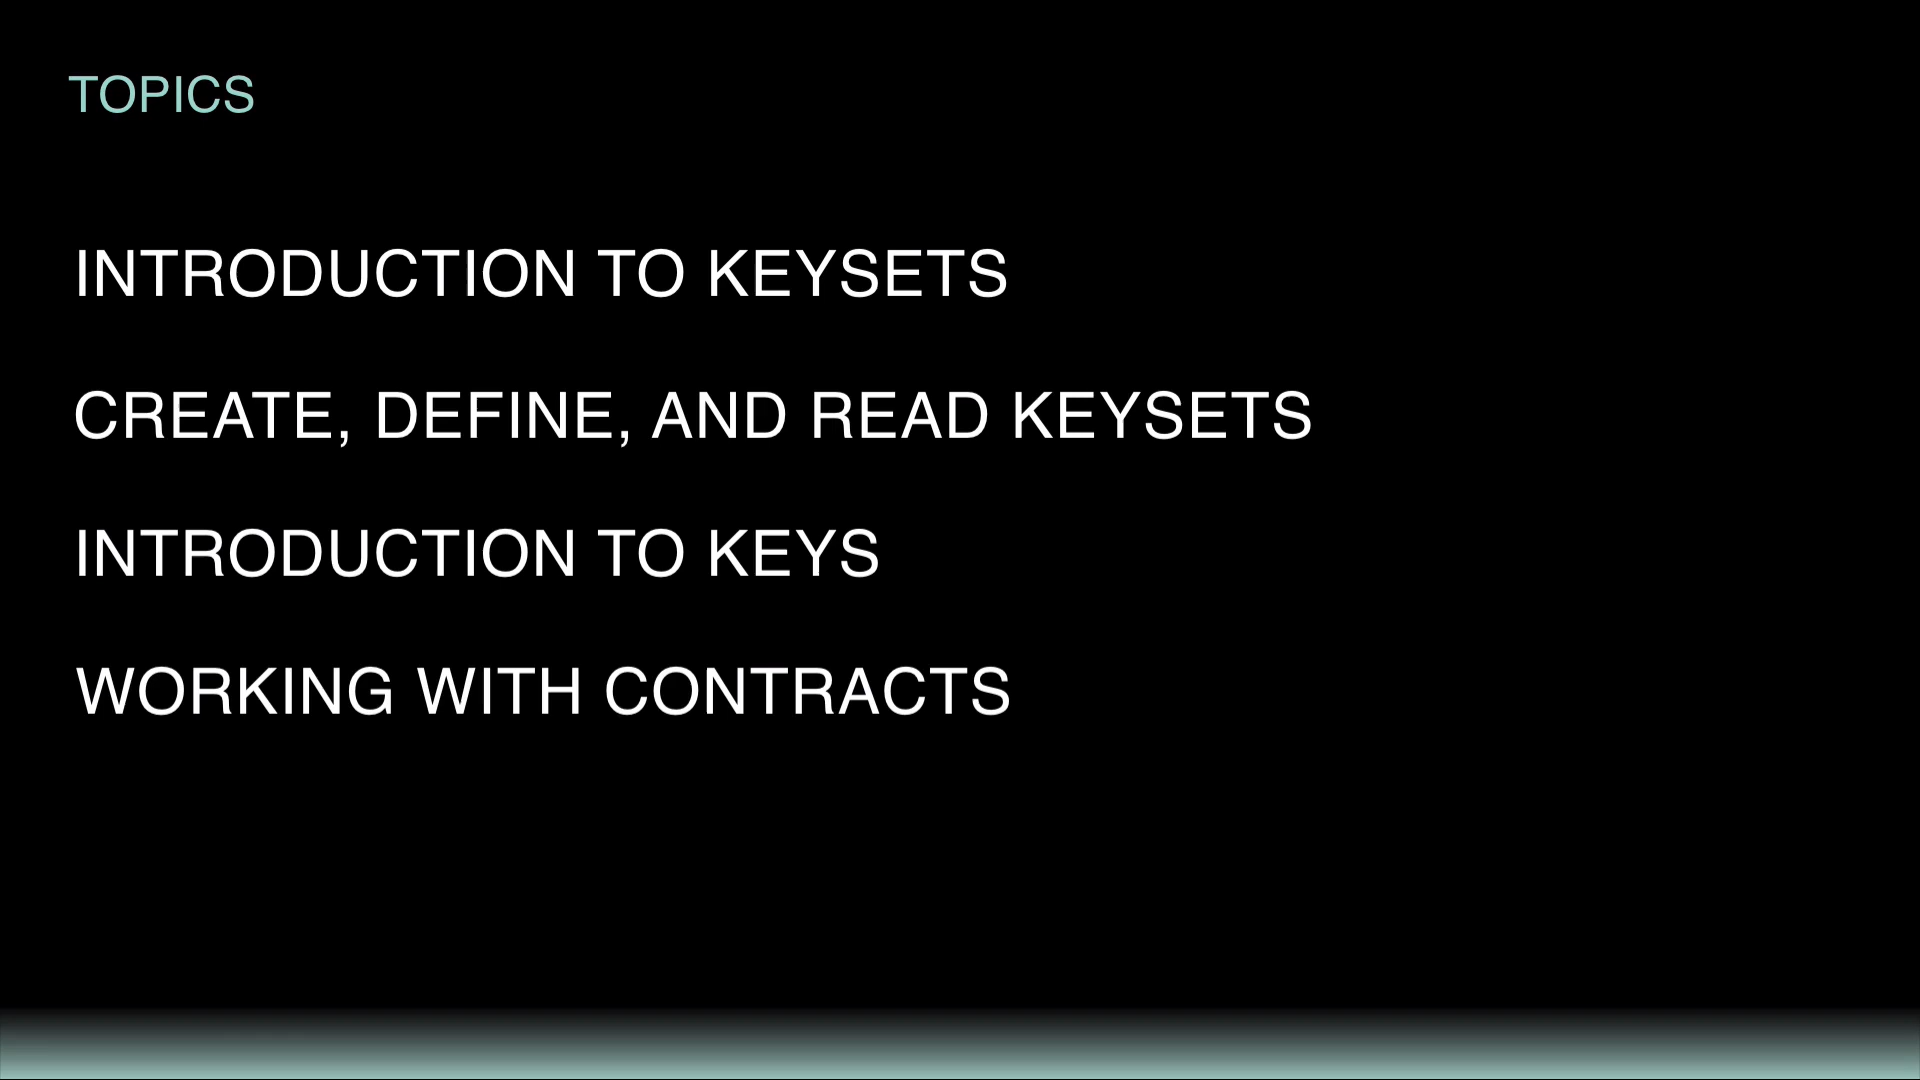 TOPICS
INTRODUCTION TO KEYSETS
CREATE, DEFINE, AND READ KEYSETS
INTRODUCTION TO KEYS
WORKING WITH CONTRACTS